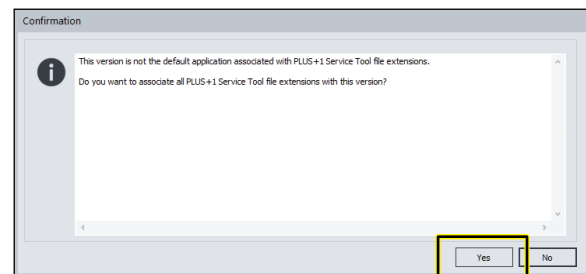 Confirmation
This version is not the default application associated with PLUS+1 Service Tool file extensions.
Do you want to associate all PLUS+1 Service Tool file extensions with this version?
Yes
No